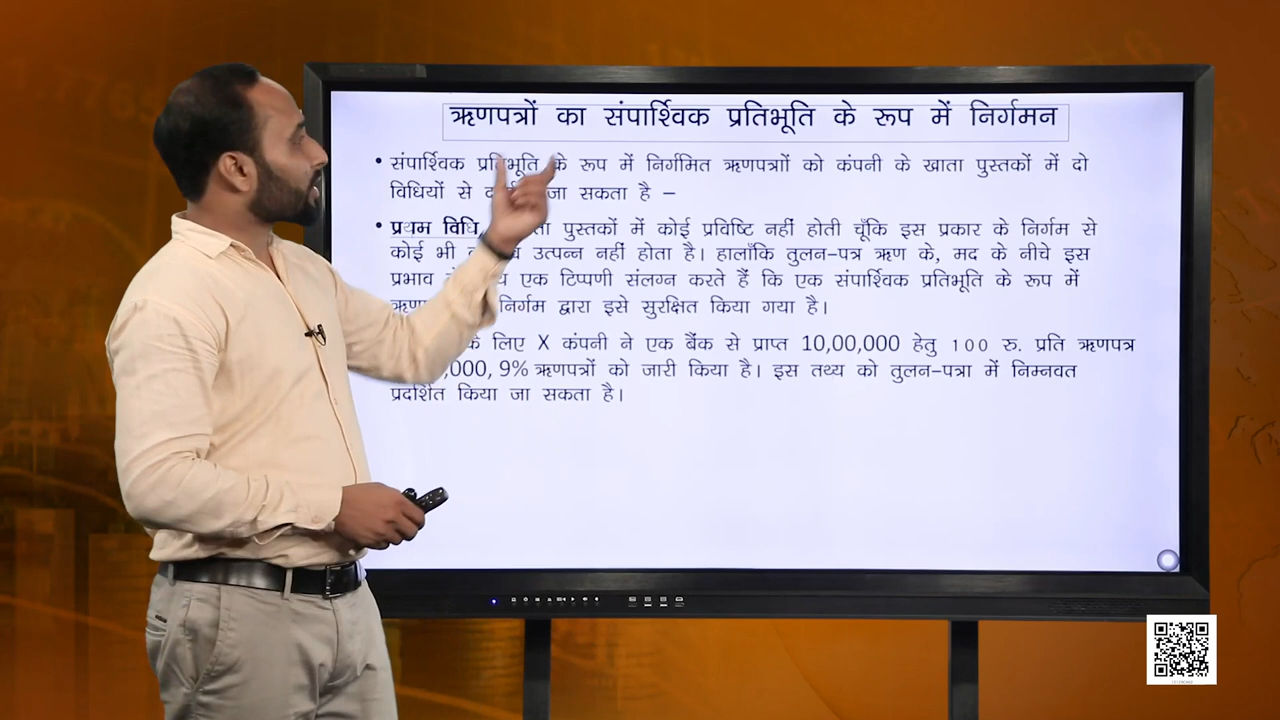 ऋणपत्रों का संपार्श्विक प्रतिभूति के रूप में निर्गमन
• संपार्श्विक प्रतिभूति के रूप में निर्गमित ऋणपत्राों को कंपनी के खाता पुस्तकों में दो
विधियों से जा सकता है –
• प्रथम विधि, पुस्तकों में कोई प्रविष्टि नहीं होती चूँकि इस प्रकार के निर्गम से
कोई भी उत्पन्न नहीं होता है। हालाँकि तुलन-पत्र ऋण के, मद के नीचे इस
प्रभाव एक टिप्पणी संलग्न करते हैं कि एक संपार्श्विक प्रतिभूति के रूप में
निर्गम द्वारा इसे सुरक्षित किया गया है।
के लिए X कंपनी ने एक बैंक से प्राप्त 10,00,000 हेतु 100 रु. प्रति ऋणपत्र
9% ऋणपत्रों को जारी किया है। इस तथ्य को तुलन-पत्रा में निम्नवत
प्रदर्शित किया जा सकता है।